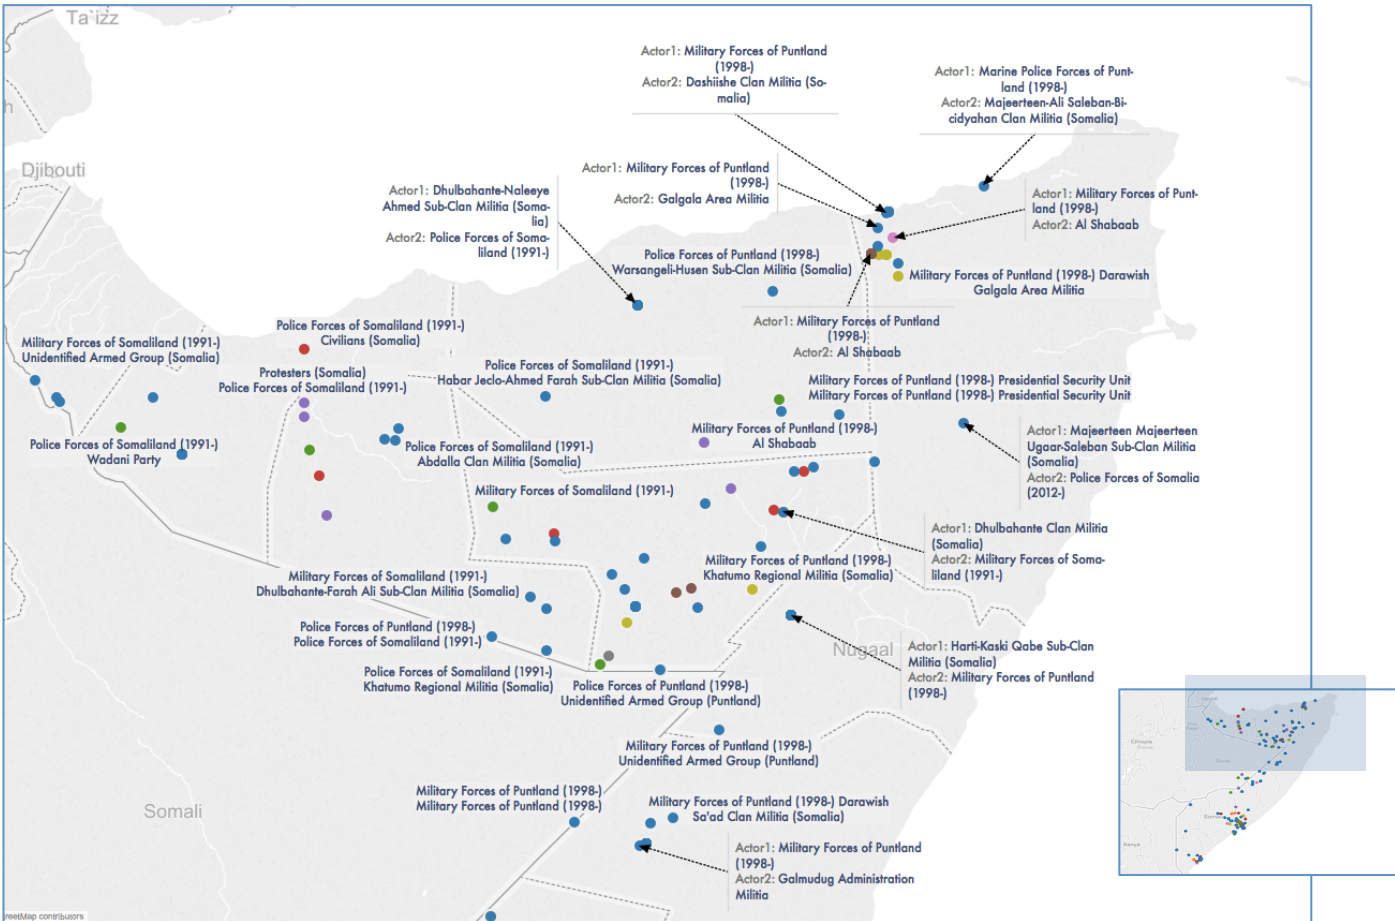 Ta'izz
Actor1: Military Forces of Puntland
(1998-)
Actor2: Dashiishe Clan Militia (So-
malia)
Actor1: Marine Police Forces of Punt-
land (1998-)
Actor2: Majeerteen-Ali Saleban-Bi-
cidyahan Clan Militia (Somalia)
h
Djibouti
Actor1: Military Forces of Puntland
(1998-)
Actor2: Galgala Area Militia
Actor1: Dhulbahante-Naleeye
Ahmed Sub-Clan Militia (Soma-
lia)
Actor2: Police Forces of Soma-
liland (1991-)
Actor1: Military Forces of Punt-
land (1998-)
Actor2: Al Shabaab
Police Forces of Puntland (1998-)
Warsangeli-Husen Sub-Clan Militia (Somalia)
Military Forces of Puntland (1998-) Darawish
Galgala Area Militia
Actor1: Military Forces of Puntland
(1998-)
Actor2: Al Shabaab
Police Forces of Somaliland (1991-)
Civilians (Somalia)
Military Forces of Somaliland (1991-)
Unidentified Armed Group (Somalia)
Protesters (Somalia)
Police Forces of Somaliland (1991-)
Police Forces of Somaliland (1991-)
Habar Jeclo-Ahmed Farah Sub-Clan Militia (Somalia)
Military Forces of Puntland (1998-) Presidential Security Unit
Military Forces of Puntland (1998-) Presidential Security Unit
Police Forces of Somaliland (1991-)
Wadani Party
Police Forces of Somaliland (1991-)
Abdalla Clan Militia (Somalia)
Military Forces of Puntland (1998-)
Al Shabaab
Actor1: Majeerteen Majeerteen
Ugaar-Saleban Sub-Clan Militia
(Somalia)
Actor2: Police Forces of Somalia
(2012-)
Military Forces of Somaliland (1991-)
Actor1: Dhulbahante Clan Militia
(Somalia)
Actor2: Military Forces of Soma-
liland (1991-)
Military Forces of Puntland (1998-)
Khatumo Regional Militia (Somalia)
Military Forces of Somaliland (1991-)
Dhulbahante-Farah Ali Sub-Clan Militia (Somalia)
Police Forces of Puntland (1998-)
Police Forces of Somaliland (1991-)
Nugaal
Actor1: Harti-Kaski Qabe Sub-Clan
Militia (Somalia)
Actor2: Military Forces of Puntland
(1998-)
Police Forces of Somaliland (1991-)
Khatumo Regional Militia (Somalia)
Police Forces of Puntland (1998-)
Unidentified Armed Group (Puntland)
Military Forces of Puntland (1998-)
Unidentified Armed Group (Puntland)
Somali
Military Forces of Puntland (1998-)
Military Forces of Puntland (1998-)
Military Forces of Puntland (1998-) Darawish
Sa'ad Clan Militia (Somalia)
Actor1: Military Forces of Puntland
(1998-)
Actor2: Galmudug Administration
Militia
Ethiopia
Kenya
reetMap contributors